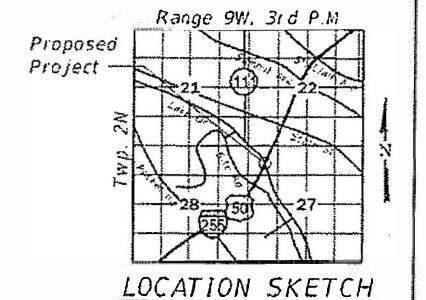 Range 9W, 3rd P.M
Proposed
Project
Twp. 2N
21
111
22
28
50
27
255
Z
LOCATION SKETCH